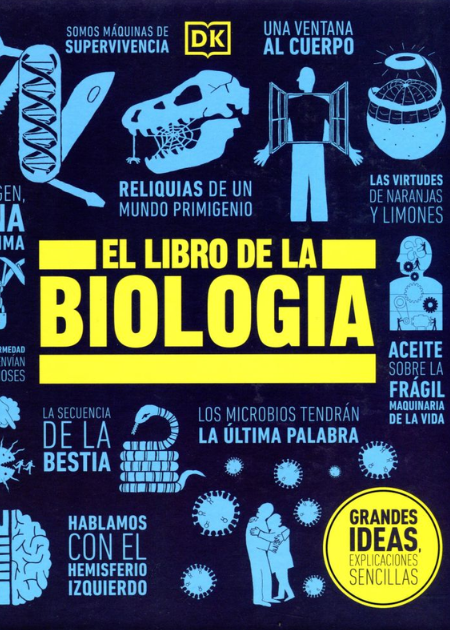 SOMOS MÁQUINAS DE
SUPERVIVENCIA
DK
UNA VENTANA
AL CUERPO
RELIQUIAS DE UN
MUNDO PRIMIGENIO
LAS VIRTUDES
DE NARANJAS
Y LIMONES
EL LIBRO DE LA
BIOLOGÍA
ACEITE
SOBRE LA
FRÁGIL
MAQUINARIA
DE LA VIDA
LA SECUENCIA
DE LA
BESTIA
LOS MICROBIOS TENDRÁN
LA ÚLTIMA PALABRA
HABLAMOS
CON EL
HEMISFERIO
IZQUIERDO
GRANDES
IDEAS,
EXPLICACIONES
SENCILLAS